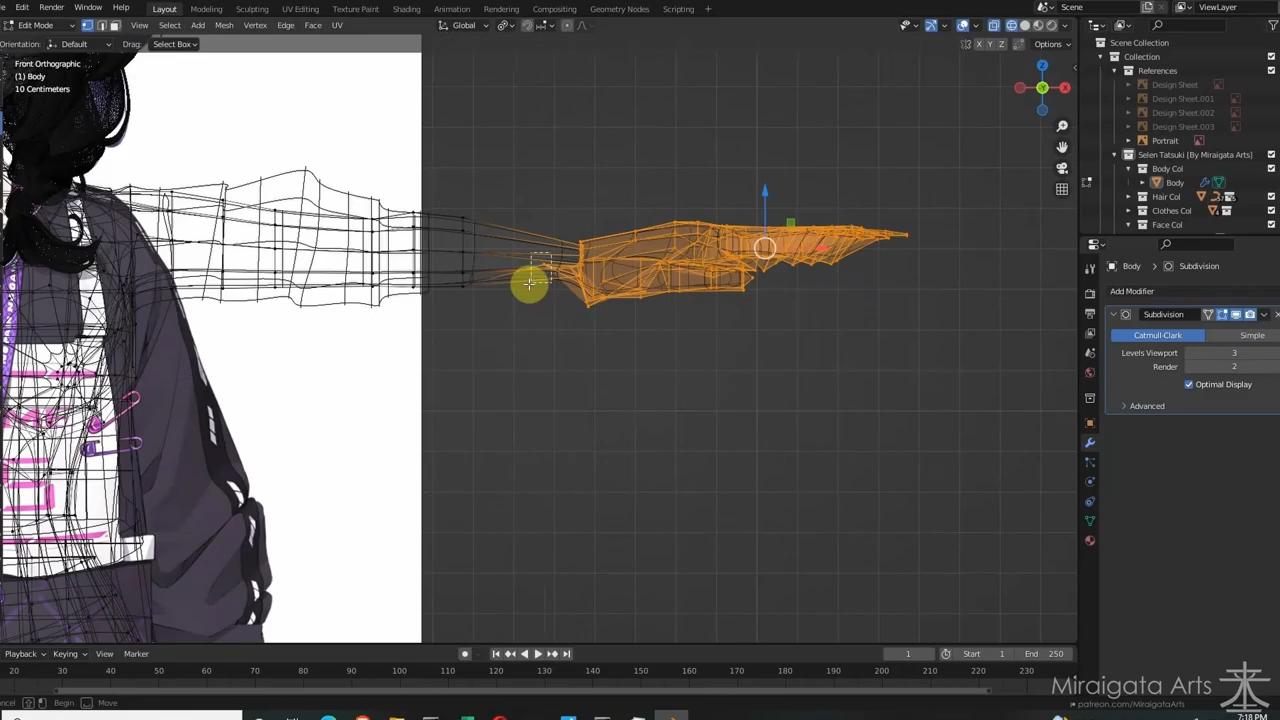 Edit Render Window Help Layout Modeling Sculpting UV Editing Texture Paint Shading Animation Rendering Compositing Geometry Nodes Scripting + Scene ViewLayer
Edit Mode View Select Add Mesh Vertex Edge Face UV Global
Orientation: Default Drag: Select Box X Y Z Options
Front Orthographic
(1) Body
10 Centimeters
Z
Y
X
Scene Collection
Collection
References
Design Sheet
Design Sheet.001
Design Sheet.002
Design Sheet.003
Portrait
Selen Tatsuki [By Miraigata Arts]
Body Col
Body
Hair Col
Clothes Col
Face Col
Body > Subdivision
Add Modifier
Subdivision
Catmull-Clark Simple
Levels Viewport 3
Render 2
Optimal Display
Advanced
Playback Keying View Marker 1 Start 1 End 250
20 30 40 50 60 70 80 90 100 110 120 130 140 150 160 170 180 190 200 210 220 230
Begin Move
Miraigata Arts
patreon.com/MiraigataArts
7:18 PM